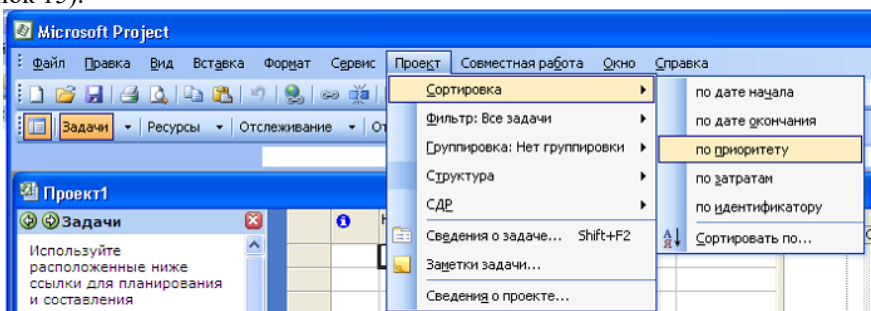 15).
Microsoft Project
Файл Правка Вид Вставка Формат Сервис Проект Совместная работа Окно Справка
Задачи Ресурсы Отслеживание
Сортировка
Фильтр: Все задачи
Группировка: Нет группировки
Структура
СДР
Сведения о задаче... Shift+F2
Заметки задачи...
Сведения о проекте...
по дате начала
по дате окончания
по приоритету
по затратам
по идентификатору
Сортировать по...
Проект1
Задачи
Используйте
расположенные ниже
ссылки для планирования
и составления